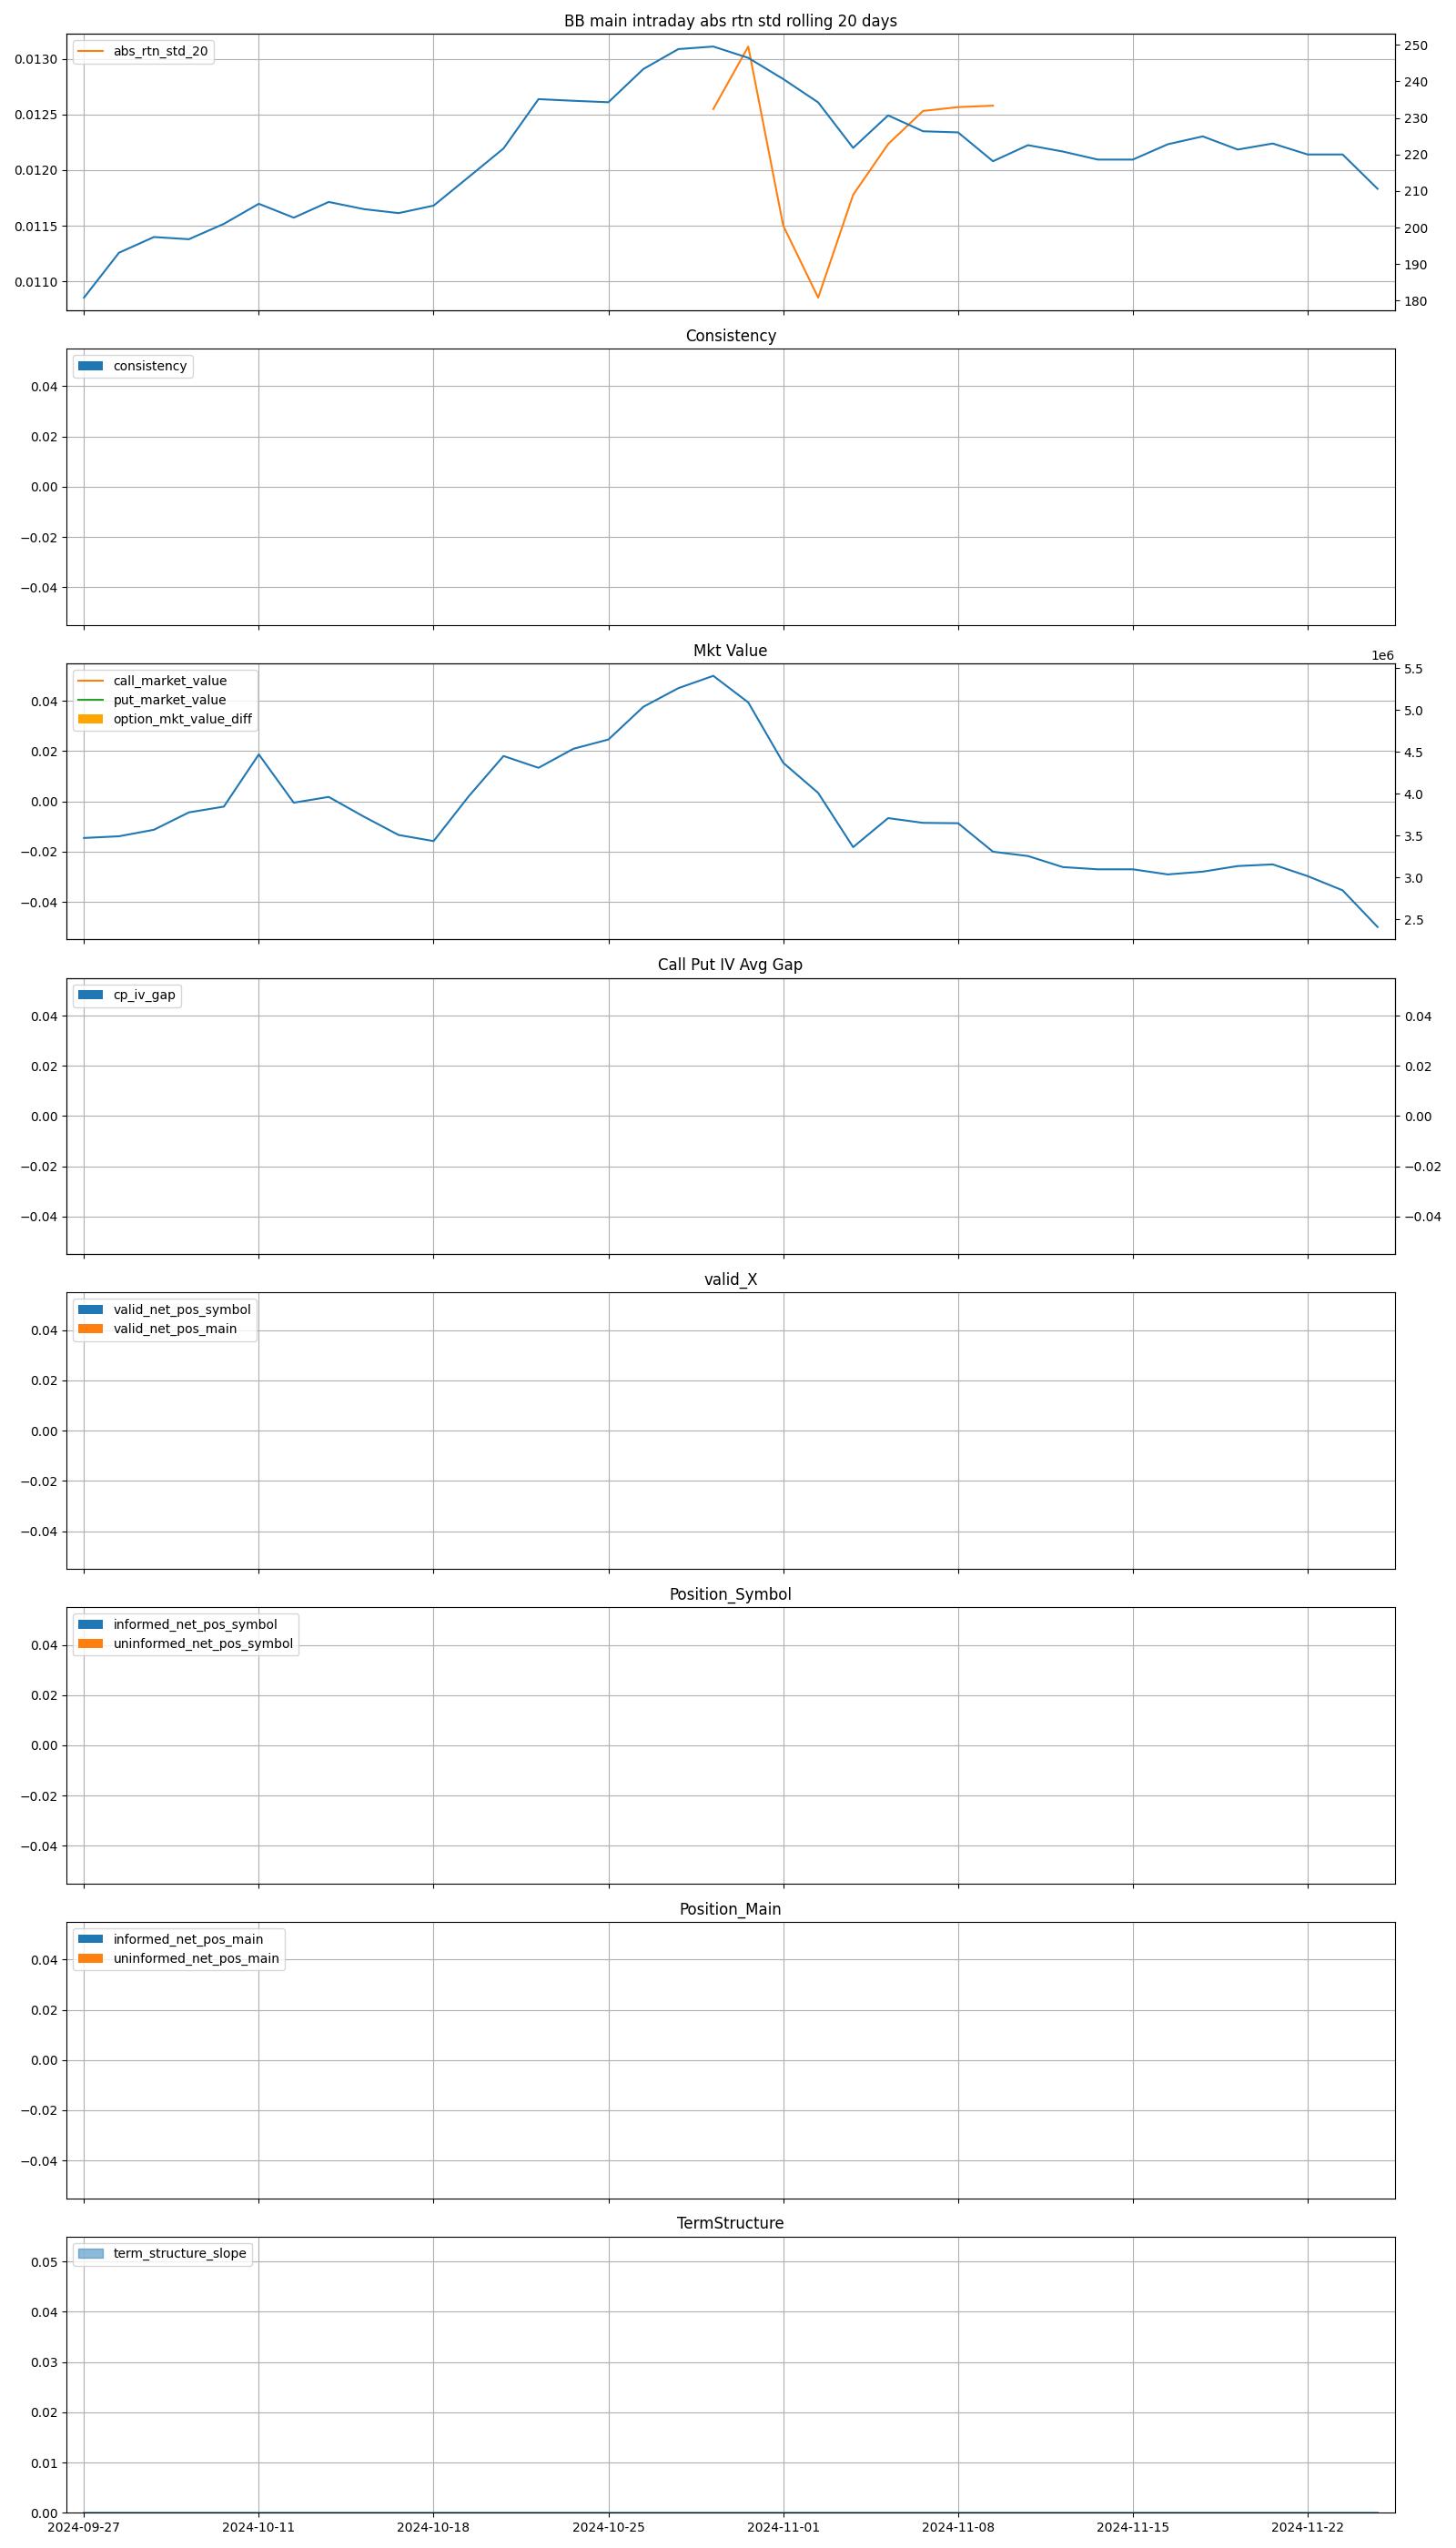 BB main intraday abs rtn std rolling 20 days
abs_rtn_std_20
0.0130
0.0125
0.0120
0.0115
0.0110
250
240
230
220
210
200
190
180
Consistency
consistency
0.04
0.02
0.00
−0.02
−0.04
Mkt Value
1e6
call_market_value
put_market_value
option_mkt_value_diff
0.04
0.02
0.00
−0.02
−0.04
5.5
5.0
4.5
4.0
3.5
3.0
2.5
Call Put IV Avg Gap
cp_iv_gap
0.04
0.02
0.00
−0.02
−0.04
0.04
0.02
0.00
−0.02
−0.04
valid_X
valid_net_pos_symbol
valid_net_pos_main
0.04
0.02
0.00
−0.02
−0.04
Position_Symbol
informed_net_pos_symbol
uninformed_net_pos_symbol
0.04
0.02
0.00
−0.02
−0.04
Position_Main
informed_net_pos_main
uninformed_net_pos_main
0.04
0.02
0.00
−0.02
−0.04
TermStructure
term_structure_slope
0.05
0.04
0.03
0.02
0.01
0.00
2024-09-27 2024-10-11 2024-10-18 2024-10-25 2024-11-01 2024-11-08 2024-11-15 2024-11-22